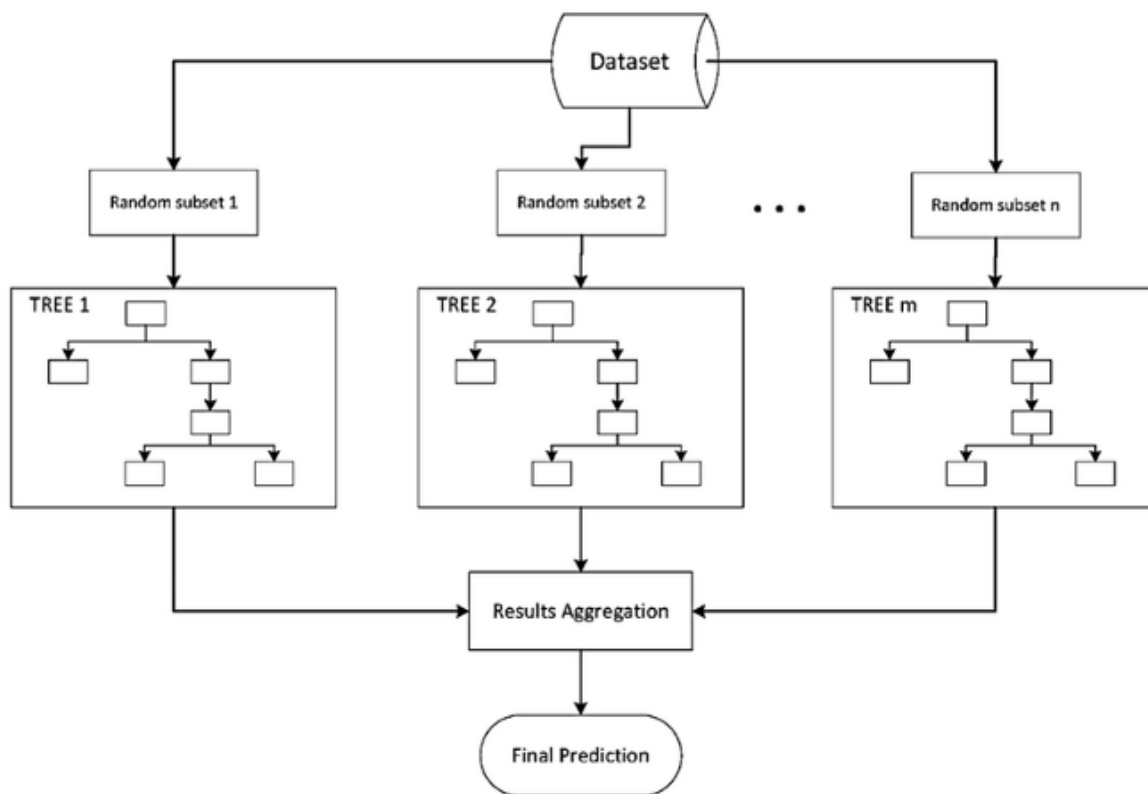 Dataset
Random subset 1
Random subset 2
. . .
Random subset n
TREE 1
TREE 2
TREE m
Results Aggregation
Final Prediction